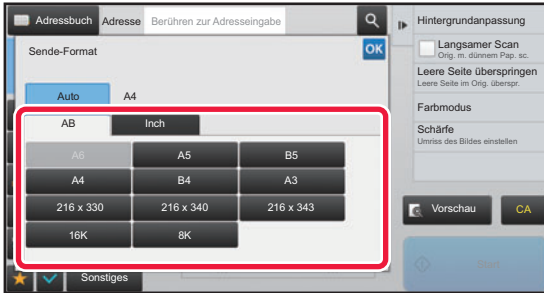 Adressbuch Adresse Berühren zur Adresseingabe
Sende-Format OK
Auto A4
AB Inch
A6 A5 B5
A4 B4 A3
216 x 330 216 x 340 216 x 343
16K 8K
Sonstiges
Hintergrundanpassung
Langsamer Scan
Orig. m. dünnem Pap. sc.
Leere Seite überspringen
Leere Seite im Orig. überspr.
Farbmodus
Schärfe
Umriss des Bildes einstellen
Vorschau CA
Start